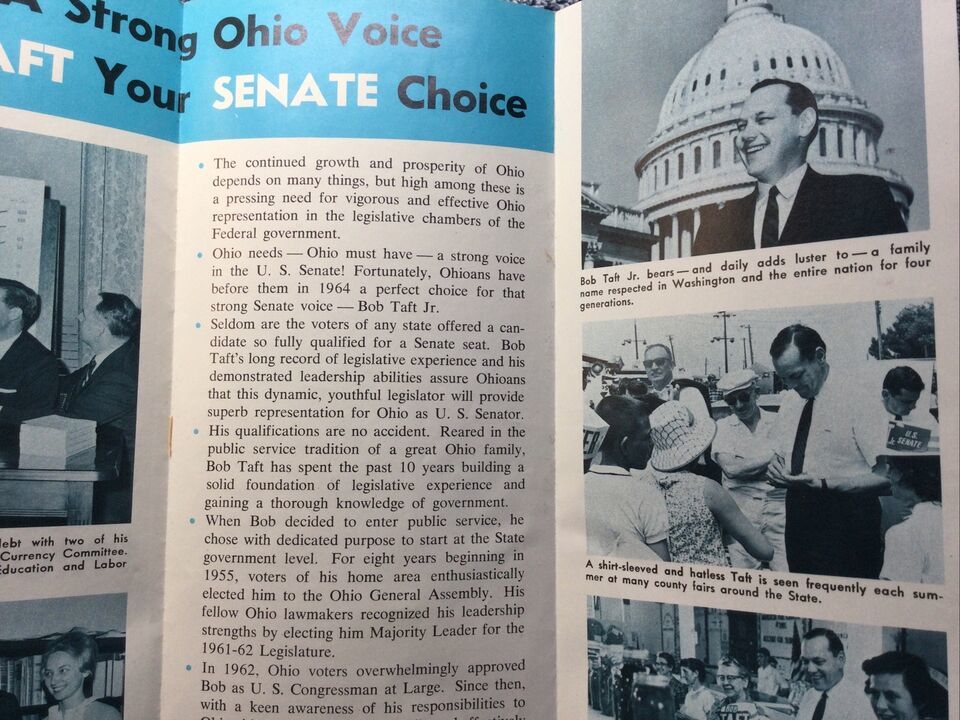 A Strong Ohio Voice
AFT Your SENATE Choice
debt with two of his
Currency Committee.
Education and Labor
• The continued growth and prosperity of Ohio
depends on many things, but high among these is
a pressing need for vigorous and effective Ohio
representation in the legislative chambers of the
Federal government.
• Ohio needs — Ohio must have — a strong voice
in the U. S. Senate! Fortunately, Ohioans have
before them in 1964 a perfect choice for that
strong Senate voice — Bob Taft Jr.
• Seldom are the voters of any state offered a can-
didate so fully qualified for a Senate seat. Bob
Taft's long record of legislative experience and his
demonstrated leadership abilities assure Ohioans
that this dynamic, youthful legislator will provide
superb representation for Ohio as U. S. Senator.
• His qualifications are no accident. Reared in the
public service tradition of a great Ohio family,
Bob Taft has spent the past 10 years building a
solid foundation of legislative experience and
gaining a thorough knowledge of government.
• When Bob decided to enter public service, he
chose with dedicated purpose to start at the State
government level. For eight years beginning in
1955, voters of his home area enthusiastically
elected him to the Ohio General Assembly. His
fellow Ohio lawmakers recognized his leadership
strengths by electing him Majority Leader for the
1961-62 Legislature.
• In 1962, Ohio voters overwhelmingly approved
Bob as U. S. Congressman at Large. Since then,
with a keen awareness of his responsibilities to
Bob Taft Jr. bears — and daily adds luster to — a family
name respected in Washington and the entire nation for four
generations.
U.S.
Jr. SENATE
A shirt-sleeved and hatless Taft is seen frequently each sum-
mer at many county fairs around the State.